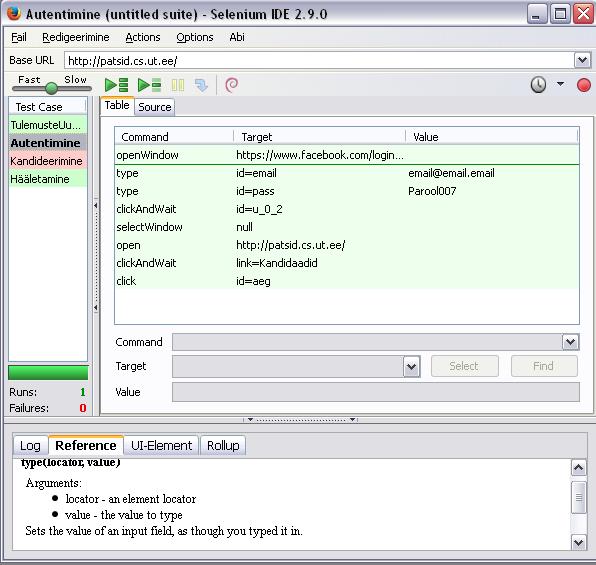 Autentimine (untitled suite) - Selenium IDE 2.9.0
Fail Redigeerimine Actions Options Abi
Base URL http://patsid.cs.ut.ee/
Fast Slow
Test Case
TulemusteUu...
Autentimine
Kandideerimine
Hääletamine
Runs: 1
Failures: 0
Table Source
Command Target Value
openWindow https://www.facebook.com/login...
type id=email email@email.email
type id=pass Parool007
clickAndWait id=u_0_2
selectWindow null
open http://patsid.cs.ut.ee/
clickAndWait link=Kandidaadid
click id=aeg
Command
Target Select Find
Value
Log Reference UI-Element Rollup
type(locator, value)
Arguments:
● locator - an element locator
● value - the value to type
Sets the value of an input field, as though you typed it in.